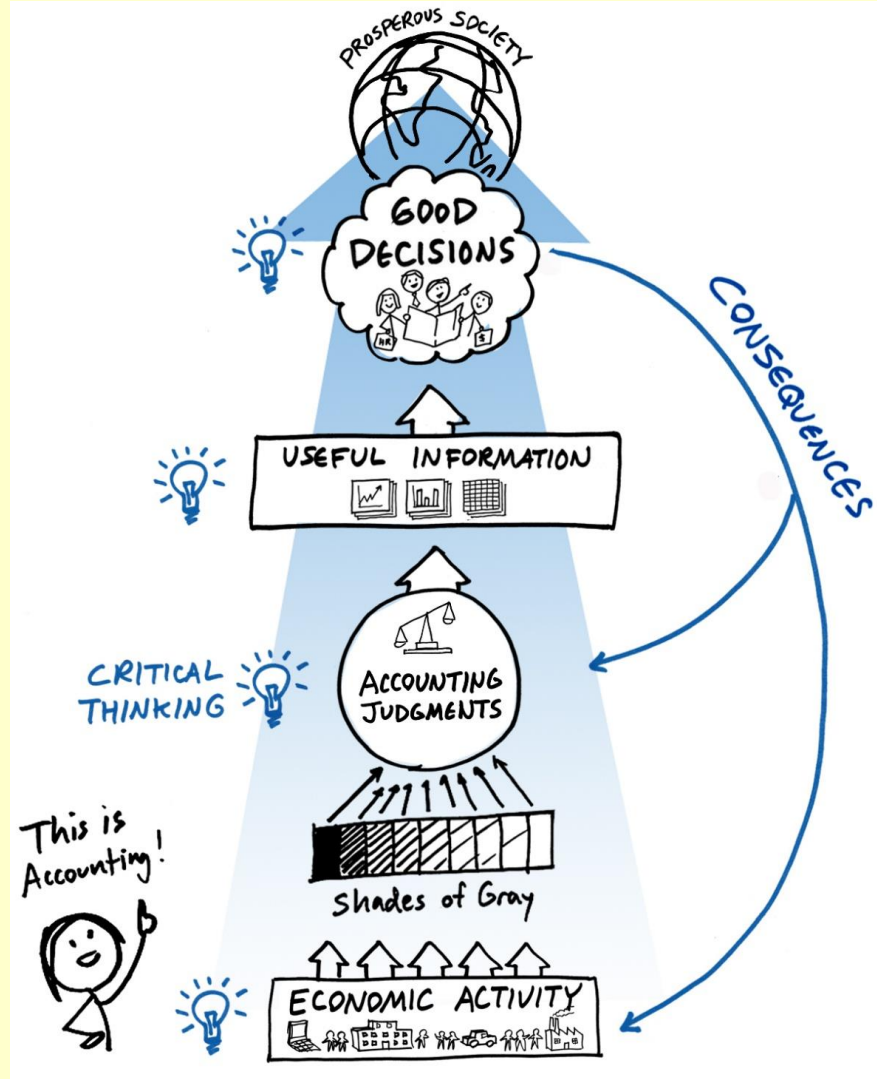 PROSPEROUS SOCIETY
GOOD
DECISIONS
HR
$
CONSEQUENCES
USEFUL INFORMATION
CRITICAL
THINKING
ACCOUNTING
JUDGMENTS
This is
Accounting!
Shades of Gray
ECONOMIC ACTIVITY